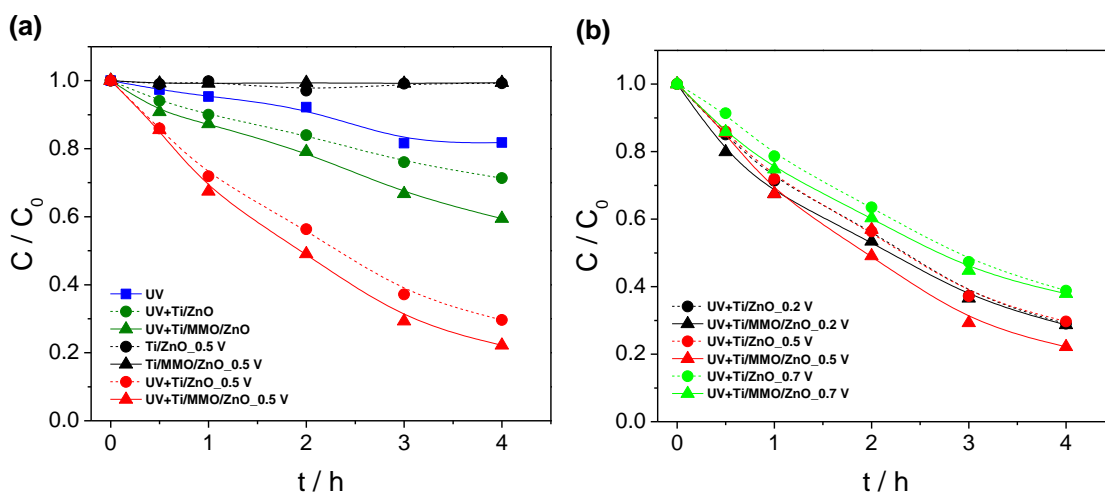 (a)
1.0
0.8
0.6
0.4
0.2
0.0
C / C₀
UV
UV+Ti/ZnO
UV+Ti/MMO/ZnO
Ti/ZnO_0.5 V
Ti/MMO/ZnO_0.5 V
UV+Ti/ZnO_0.5 V
UV+Ti/MMO/ZnO_0.5 V
0 1 2 3 4
t / h
(b)
1.0
0.8
0.6
0.4
0.2
0.0
C / C₀
UV+Ti/ZnO_0.2 V
UV+Ti/MMO/ZnO_0.2 V
UV+Ti/ZnO_0.5 V
UV+Ti/MMO/ZnO_0.5 V
UV+Ti/ZnO_0.7 V
UV+Ti/MMO/ZnO_0.7 V
0 1 2 3 4
t / h